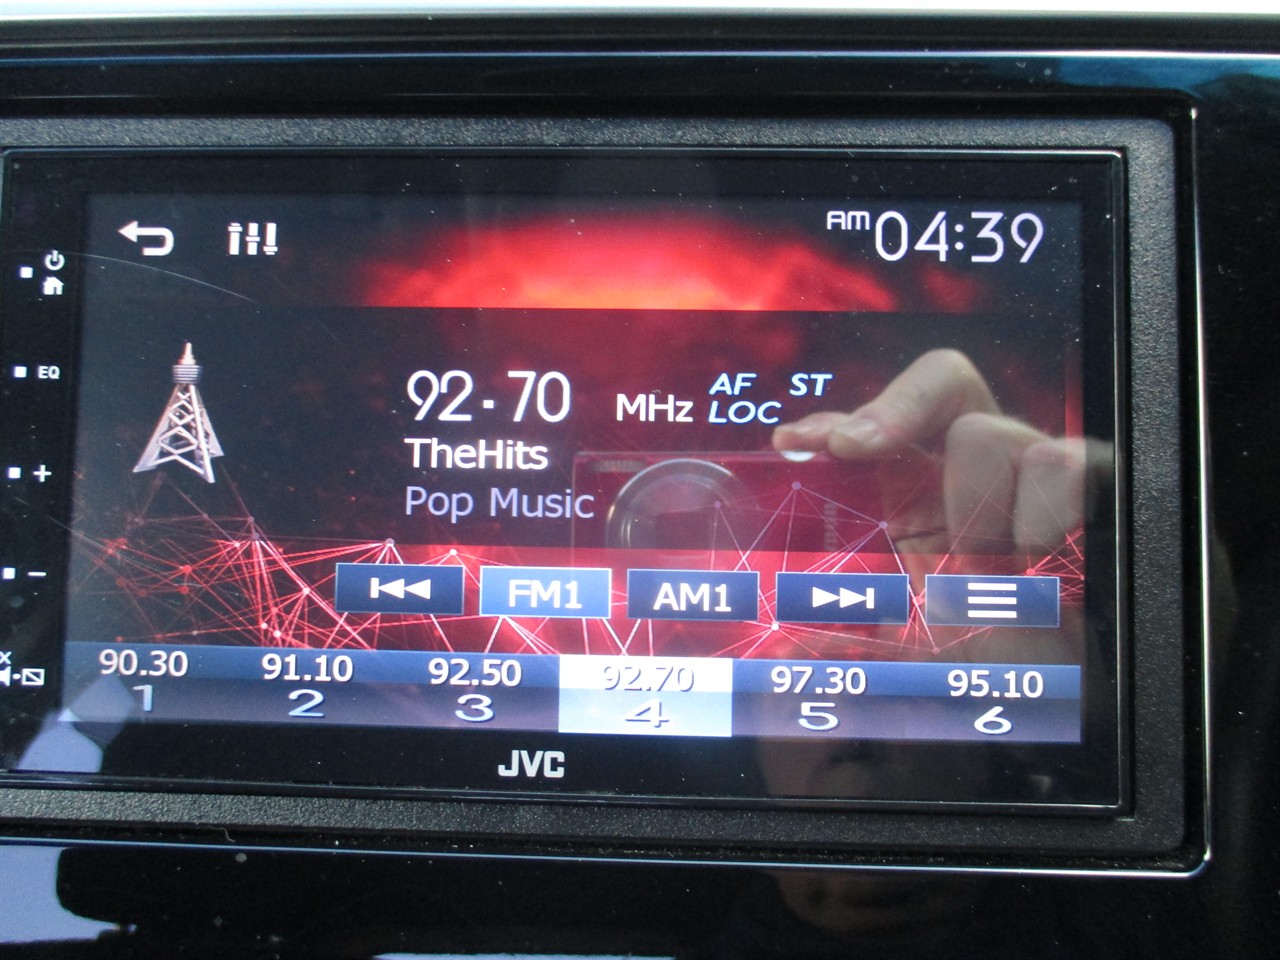 AM 04:39
92.70 MHz AF ST
LOC
TheHits
Pop Music
EQ
+
−
FM1 AM1
90.30 91.10 92.50 92.70 97.30 95.10
1 2 3 4 5 6
JVC